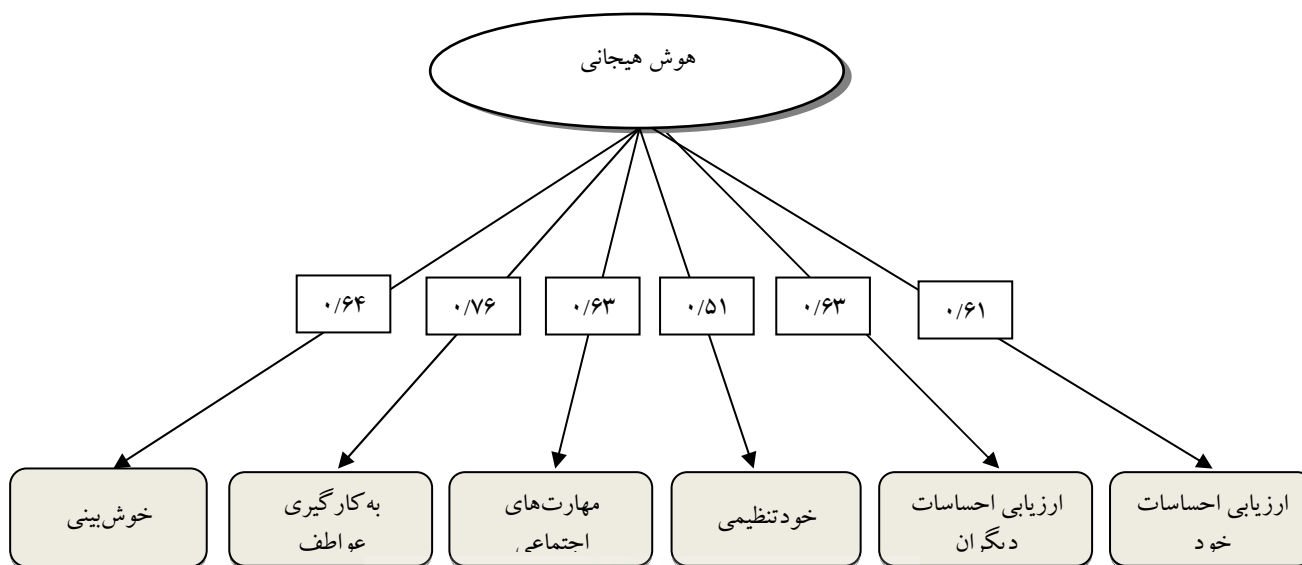 هوش هیجانی
۰/۶۱
۰/۶۳
۰/۵۱
۰/۶۳
۰/۷۶
۰/۶۴
ارزیابی احساسات
خود
ارزیابی احساسات
دیگران
خودتنظیمی
مهارت‌های
اجتماعی
به‌کارگیری
عواطف
خوش‌بینی